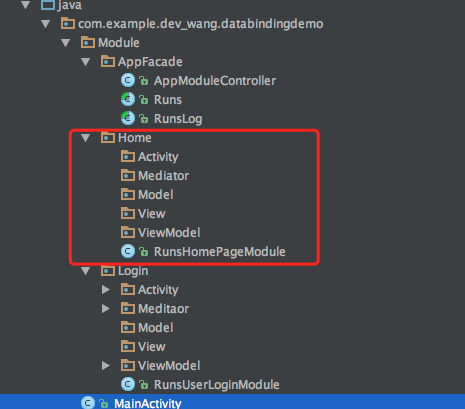 java
com.example.dev_wang.databindingdemo
Module
AppFacade
AppModuleController
Runs
RunsLog
Home
Activity
Mediator
Model
View
ViewModel
RunsHomePageModule
Login
Activity
Meditaor
Model
View
ViewModel
RunsUserLoginModule
MainActivity